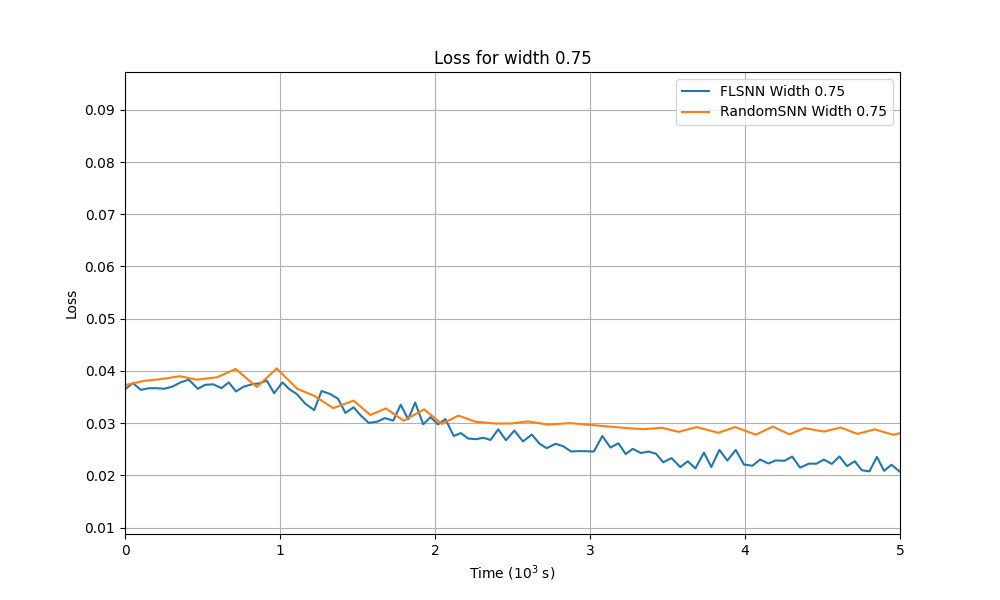 Loss for width 0.75
FLSNN Width 0.75
RandomSNN Width 0.75
0.09
0.08
0.07
0.06
0.05
0.04
0.03
0.02
0.01
Loss
0 1 2 3 4 5
Time (10³ s)